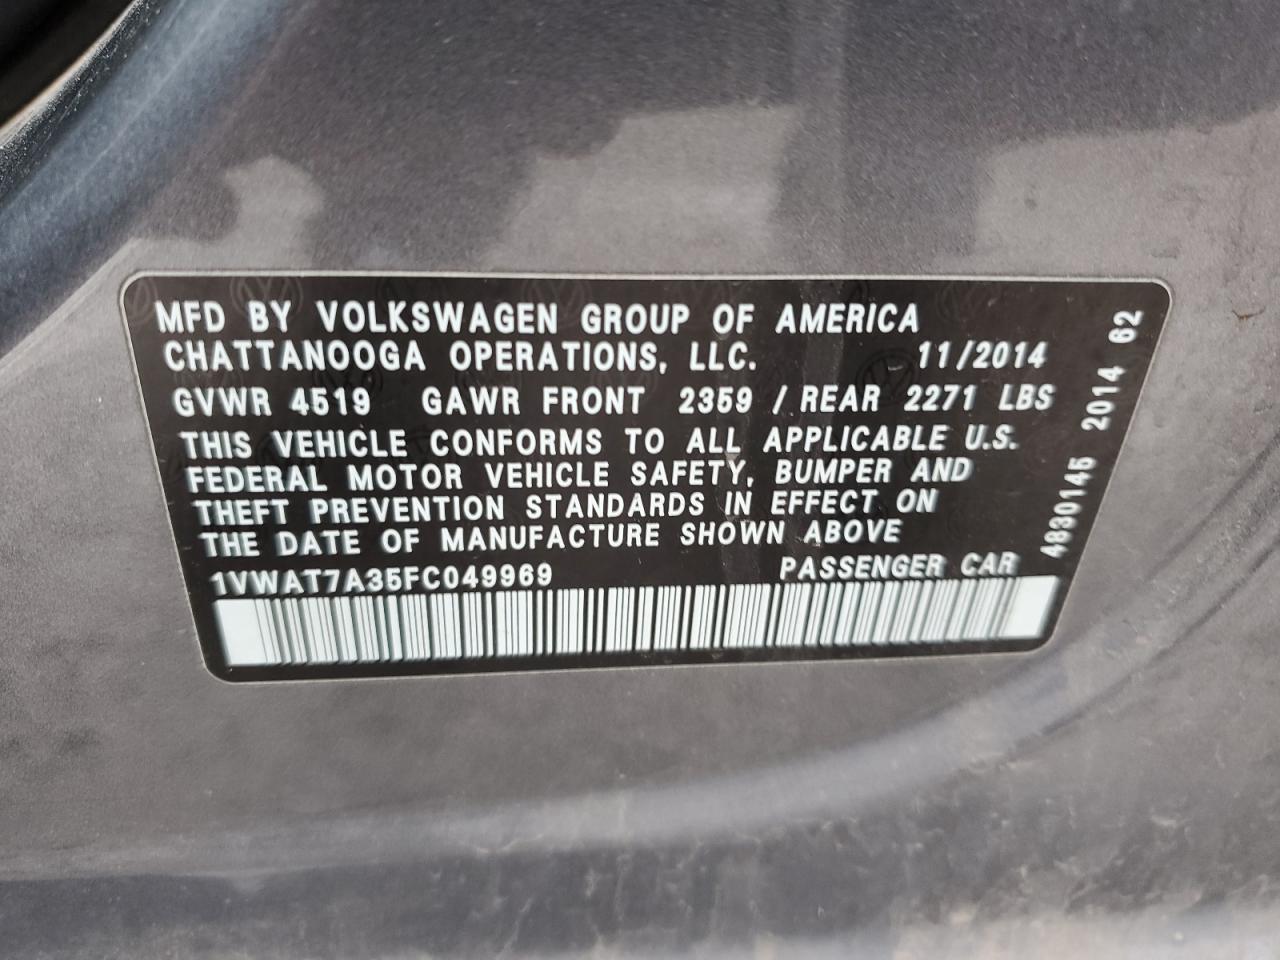 MFD BY VOLKSWAGEN GROUP OF AMERICA
CHATTANOOGA OPERATIONS, LLC. 11/2014
GVWR 4519 GAWR FRONT 2359 / REAR 2271 LBS
THIS VEHICLE CONFORMS TO ALL APPLICABLE U.S.
FEDERAL MOTOR VEHICLE SAFETY, BUMPER AND
THEFT PREVENTION STANDARDS IN EFFECT ON
THE DATE OF MANUFACTURE SHOWN ABOVE
1VWAT7A35FC049969 PASSENGER CAR
4830145 2014 62